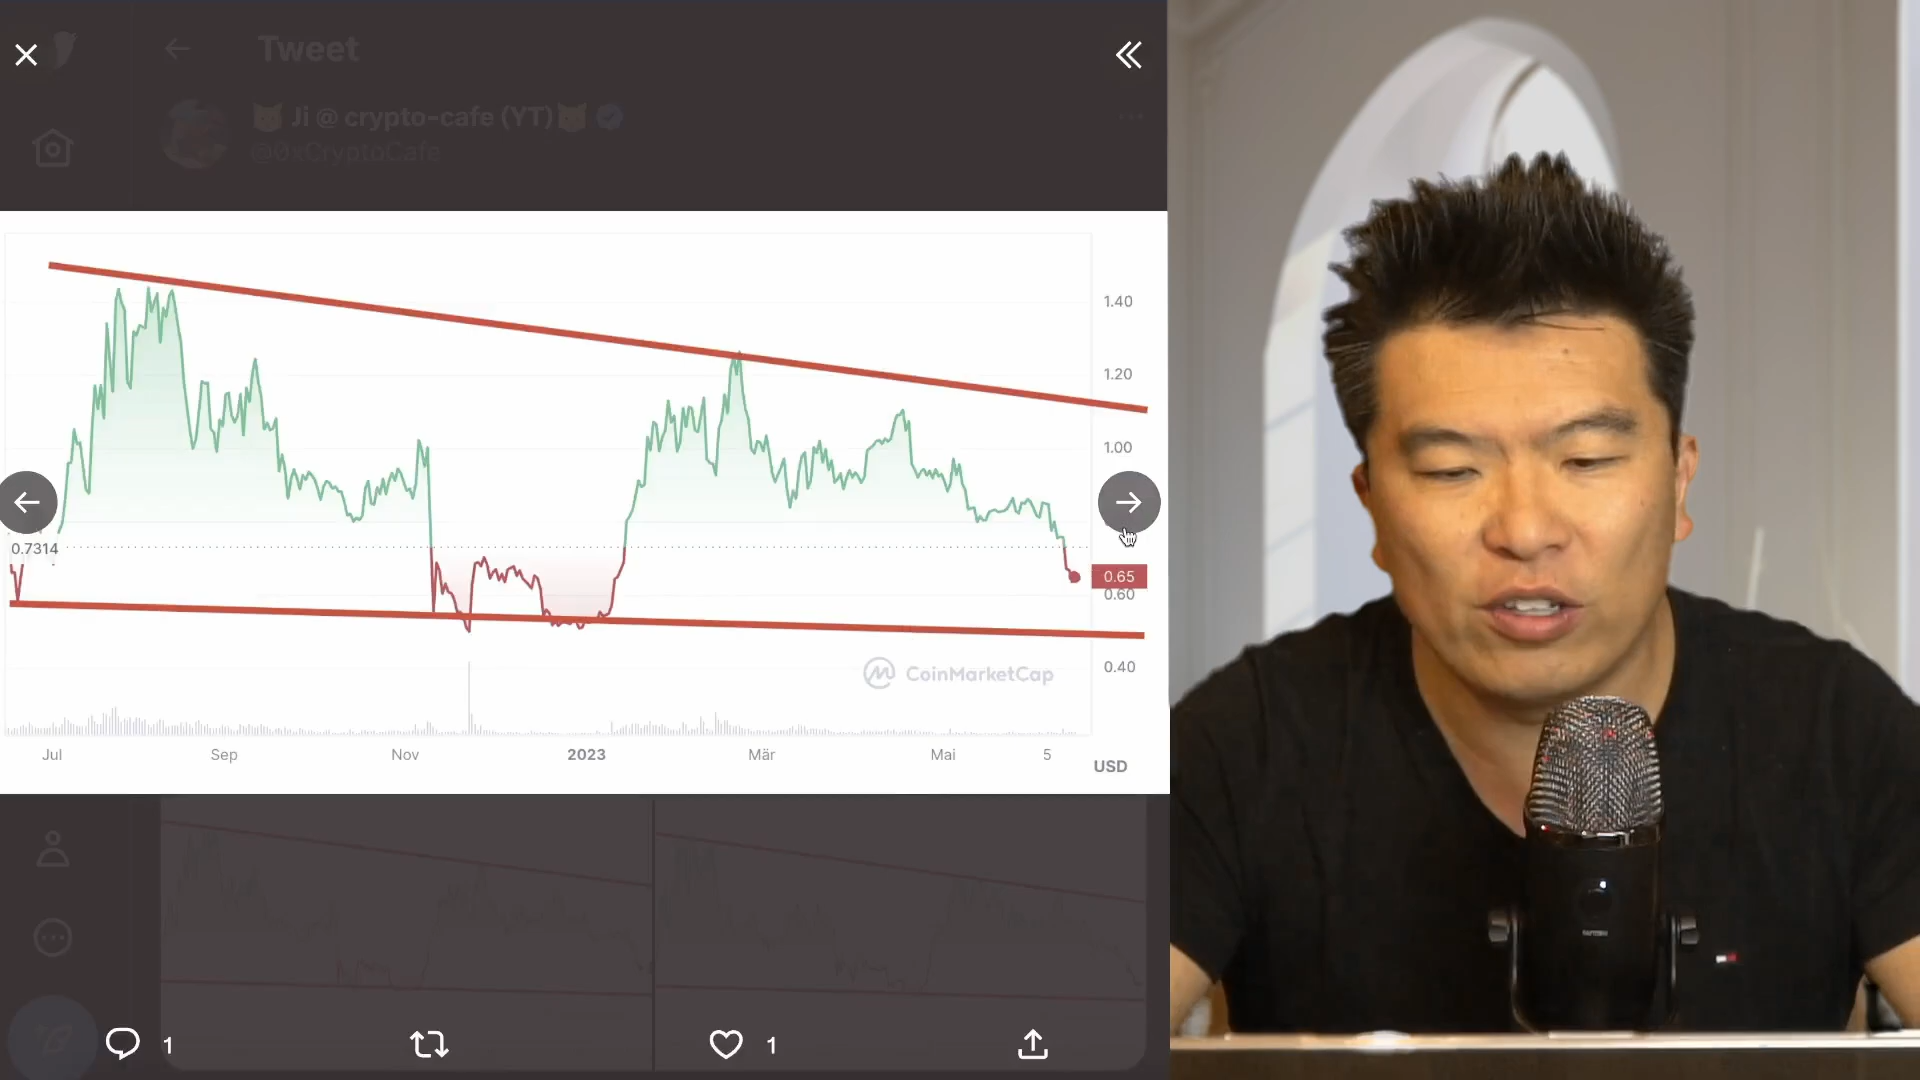 Tweet
Ji @ crypto-cafe (YT)
@0xCryptoCafe
1.40
1.20
1.00
0.7314
0.65
0.60
0.40
CoinMarketCap
Jul Sep Nov 2023 Mär Mai 5
USD
1 1